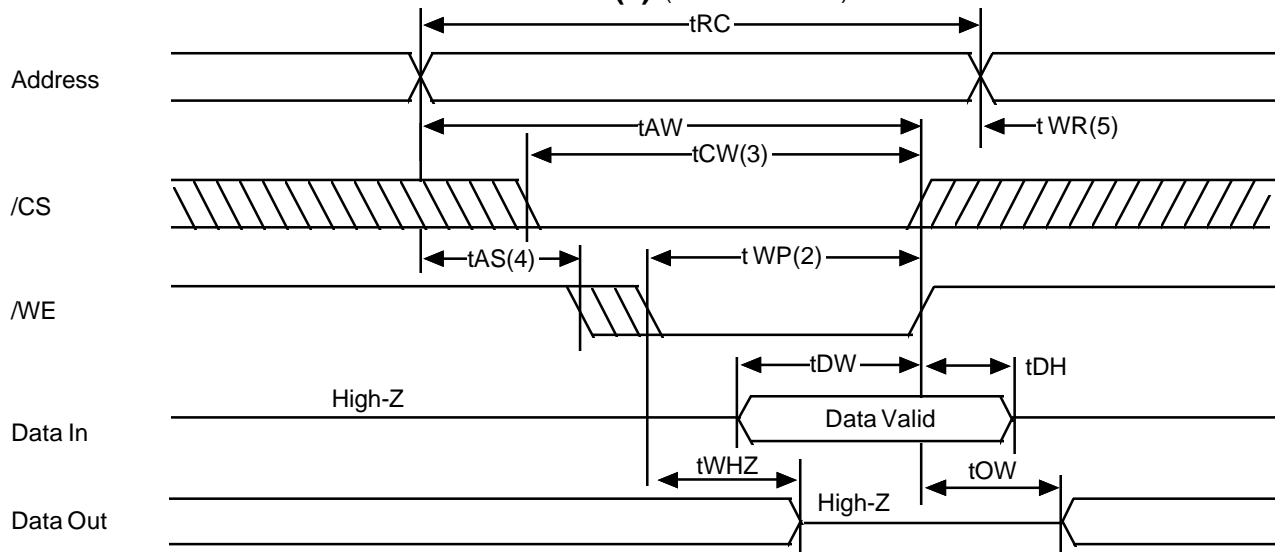 tRC
Address
tAW
t WR(5)
tCW(3)
/CS
tAS(4)
t WP(2)
/WE
tDW
tDH
High-Z
Data Valid
Data In
tWHZ
tOW
High-Z
Data Out